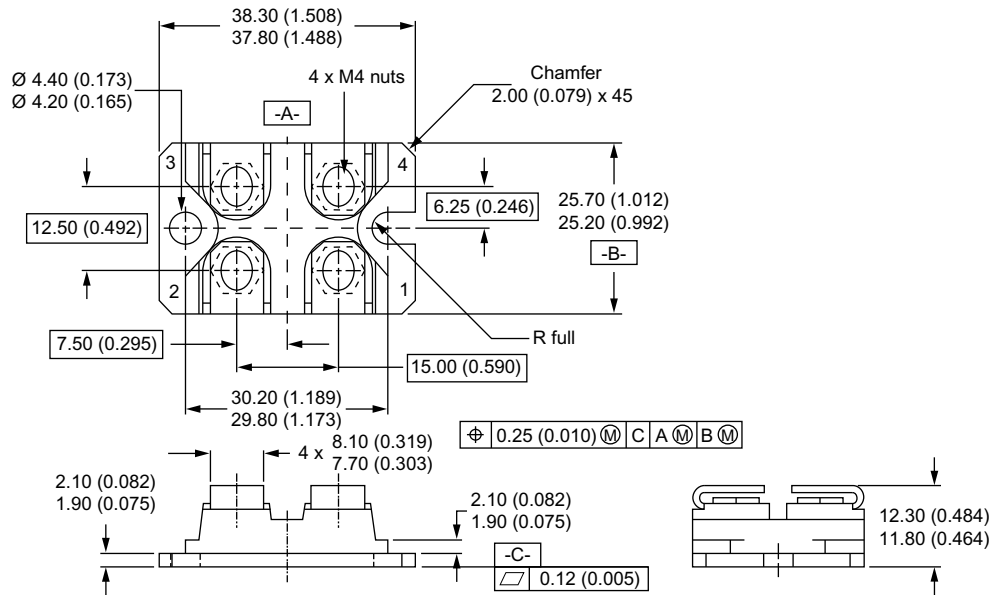 38.30 (1.508)
37.80 (1.488)
Ø 4.40 (0.173)
Ø 4.20 (0.165)
4 x M4 nuts
Chamfer
2.00 (0.079) x 45
-A-
3
4
12.50 (0.492)
6.25 (0.246)
25.70 (1.012)
25.20 (0.992)
-B-
2
1
R full
7.50 (0.295)
15.00 (0.590)
30.20 (1.189)
29.80 (1.173)
⌖ 0.25 (0.010) Ⓜ C A Ⓜ B Ⓜ
4 x 8.10 (0.319)
7.70 (0.303)
2.10 (0.082)
1.90 (0.075)
2.10 (0.082)
1.90 (0.075)
12.30 (0.484)
11.80 (0.464)
-C-
⏥ 0.12 (0.005)